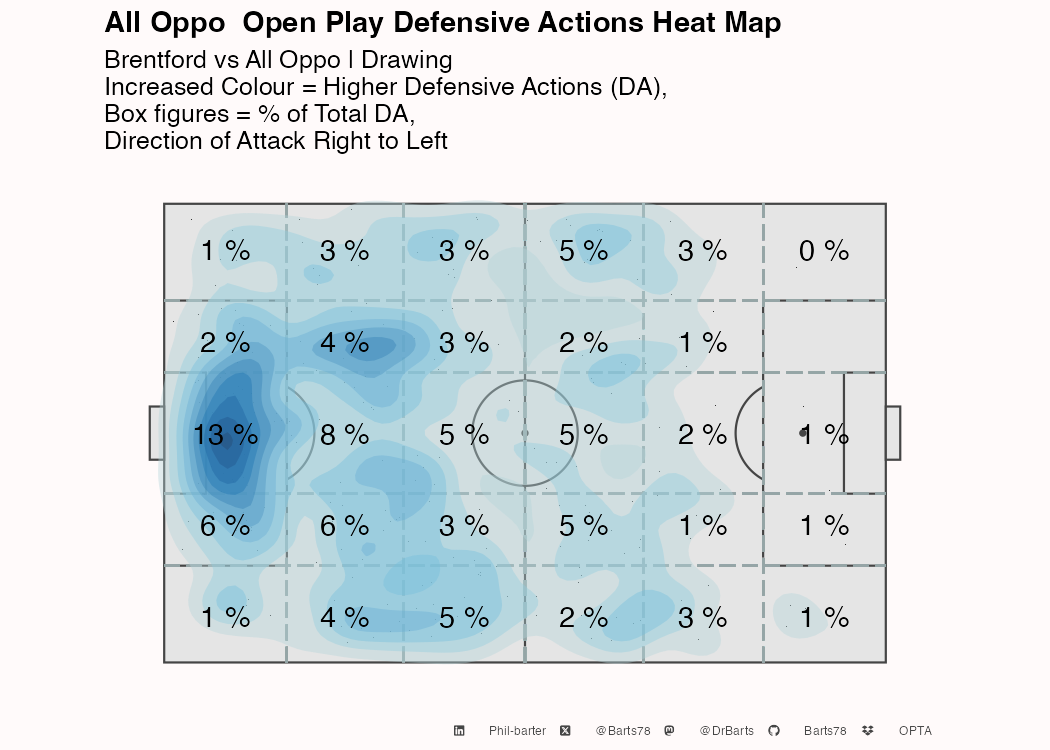 All Oppo  Open Play Defensive Actions Heat Map
Brentford vs All Oppo | Drawing
Increased Colour = Higher Defensive Actions (DA),
Box figures = % of Total DA,
Direction of Attack Right to Left
1 % 3 % 3 % 5 % 3 % 0 %
2 % 4 % 3 % 2 % 1 %
13 % 8 % 5 % 5 % 2 % 1 %
6 % 6 % 3 % 5 % 1 % 1 %
1 % 4 % 5 % 2 % 3 % 1 %
Phil-barter @Barts78 @DrBarts Barts78 OPTA